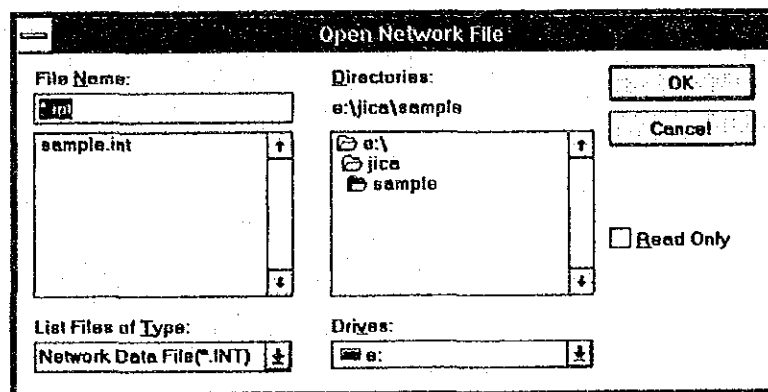 Open Network File
File Name:
*.int
sample.int
Directories:
e:\jica\sample
e:\
jica
sample
OK
Cancel
Read Only
List Files of Type:
Network Data File(*.INT)
Drives:
e: